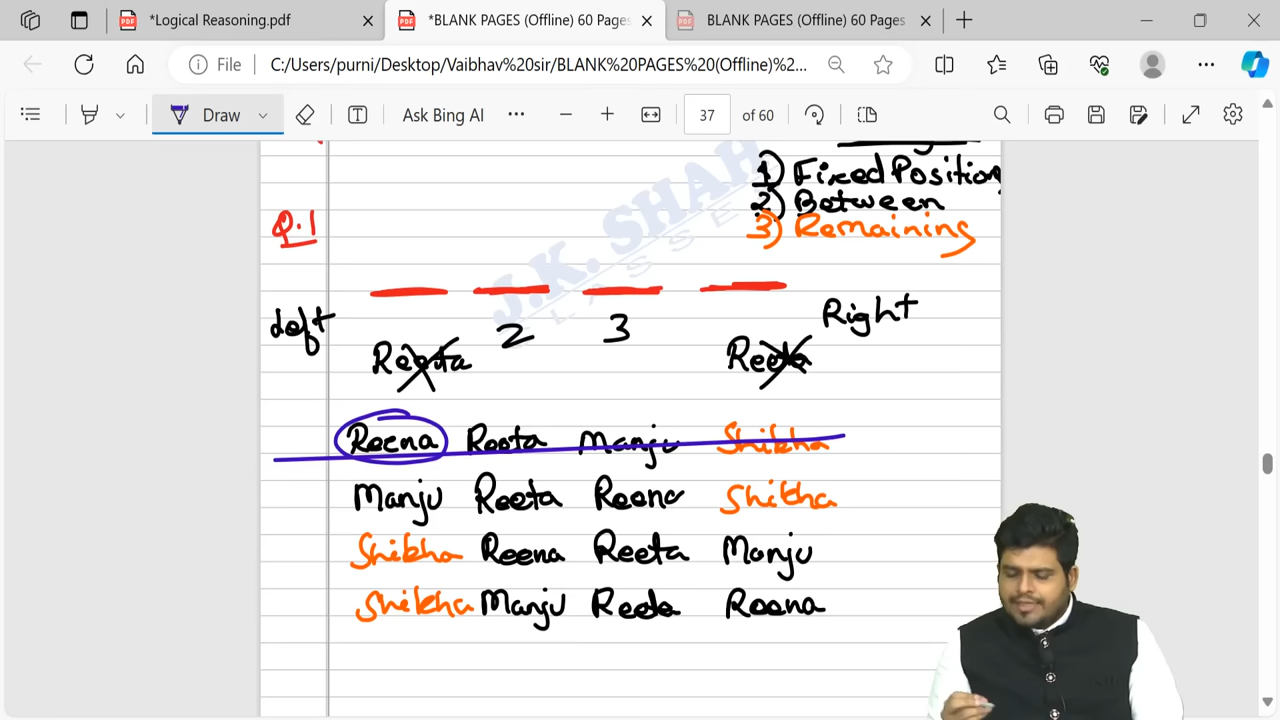 *Logical Reasoning.pdf
*BLANK PAGES (Offline) 60 Pages
BLANK PAGES (Offline) 60 Pages
File
C:/Users/purni/Desktop/Vaibhav%20sir/BLANK%20PAGES%20(Offline)%2...
Draw
Ask Bing AI
37
of 60
1) Fixed Position
2) Between
3) Remaining
Q.1
J.K. SHAH
CLASSES
Left
2
3
Right
Reeta
Reeta
Reena Reeta Manju Shikha
Manju Reeta Reena Shikha
Shikha Reena Reeta Manju
Shikha Manju Reeta Reena